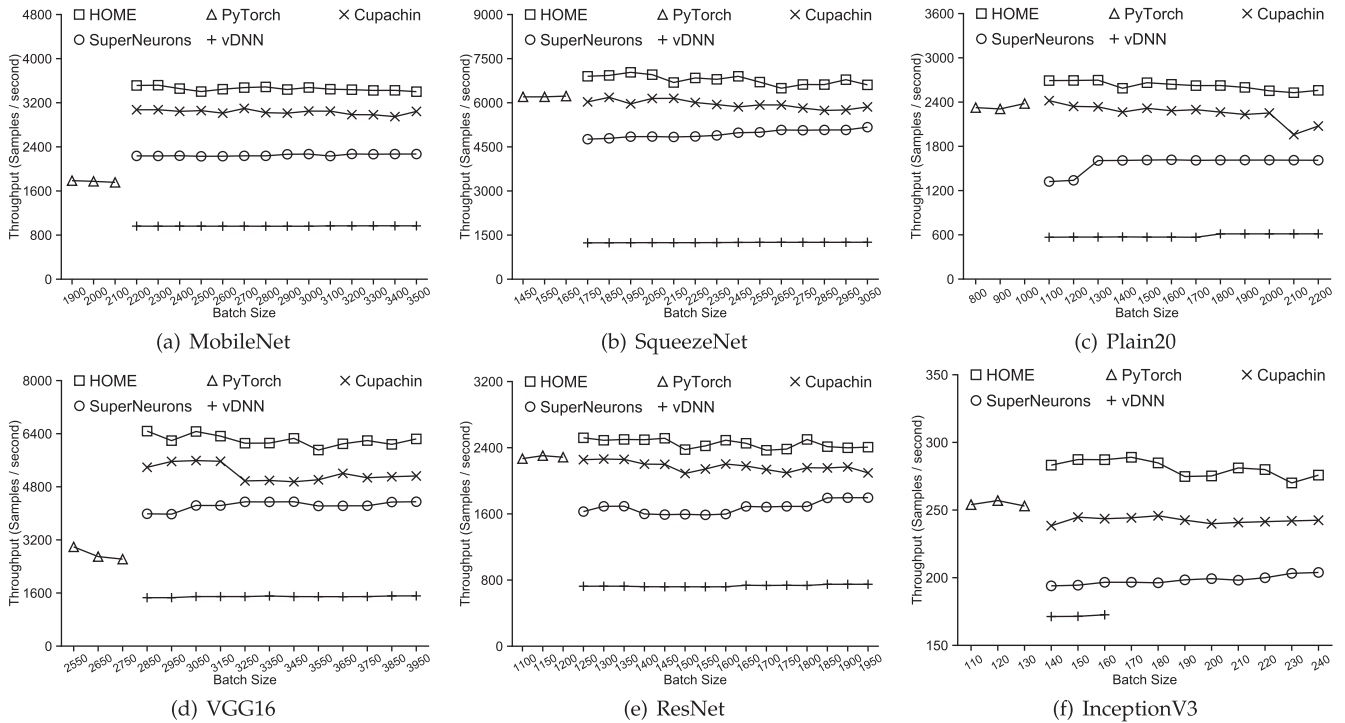 HOME PyTorch Cupachin
SuperNeurons vDNN
Throughput (Samples / second)
4800
4000
3200
2400
1600
800
0
1900 2000 2100 2200 2300 2400 2500 2600 2700 2800 2900 3000 3100 3200 3300 3400 3500
Batch Size
(a) MobileNet
HOME PyTorch Cupachin
SuperNeurons vDNN
Throughput (Samples / second)
9000
7500
6000
4500
3000
1500
0
1450 1550 1650 1750 1850 1950 2050 2150 2250 2350 2450 2550 2650 2750 2850 2950 3050
Batch Size
(b) SqueezeNet
HOME PyTorch Cupachin
SuperNeurons vDNN
Throughput (Samples / second)
3600
3000
2400
1800
1200
600
0
800 900 1000 1100 1200 1300 1400 1500 1600 1700 1800 1900 2000 2100 2200
Batch Size
(c) Plain20
HOME PyTorch Cupachin
SuperNeurons vDNN
Throughput (Samples / second)
8000
6400
4800
3200
1600
0
2550 2650 2750 2850 2950 3050 3150 3250 3350 3450 3550 3650 3750 3850 3950
Batch Size
(d) VGG16
HOME PyTorch Cupachin
SuperNeurons vDNN
Throughput (Samples / second)
3200
2400
1600
800
0
1100 1150 1200 1250 1300 1350 1400 1450 1500 1550 1600 1650 1700 1750 1800 1850 1900 1950
Batch Size
(e) ResNet
HOME PyTorch Cupachin
SuperNeurons vDNN
Throughput (Samples / second)
350
300
250
200
150
110 120 130 140 150 160 170 180 190 200 210 220 230 240
Batch Size
(f) InceptionV3